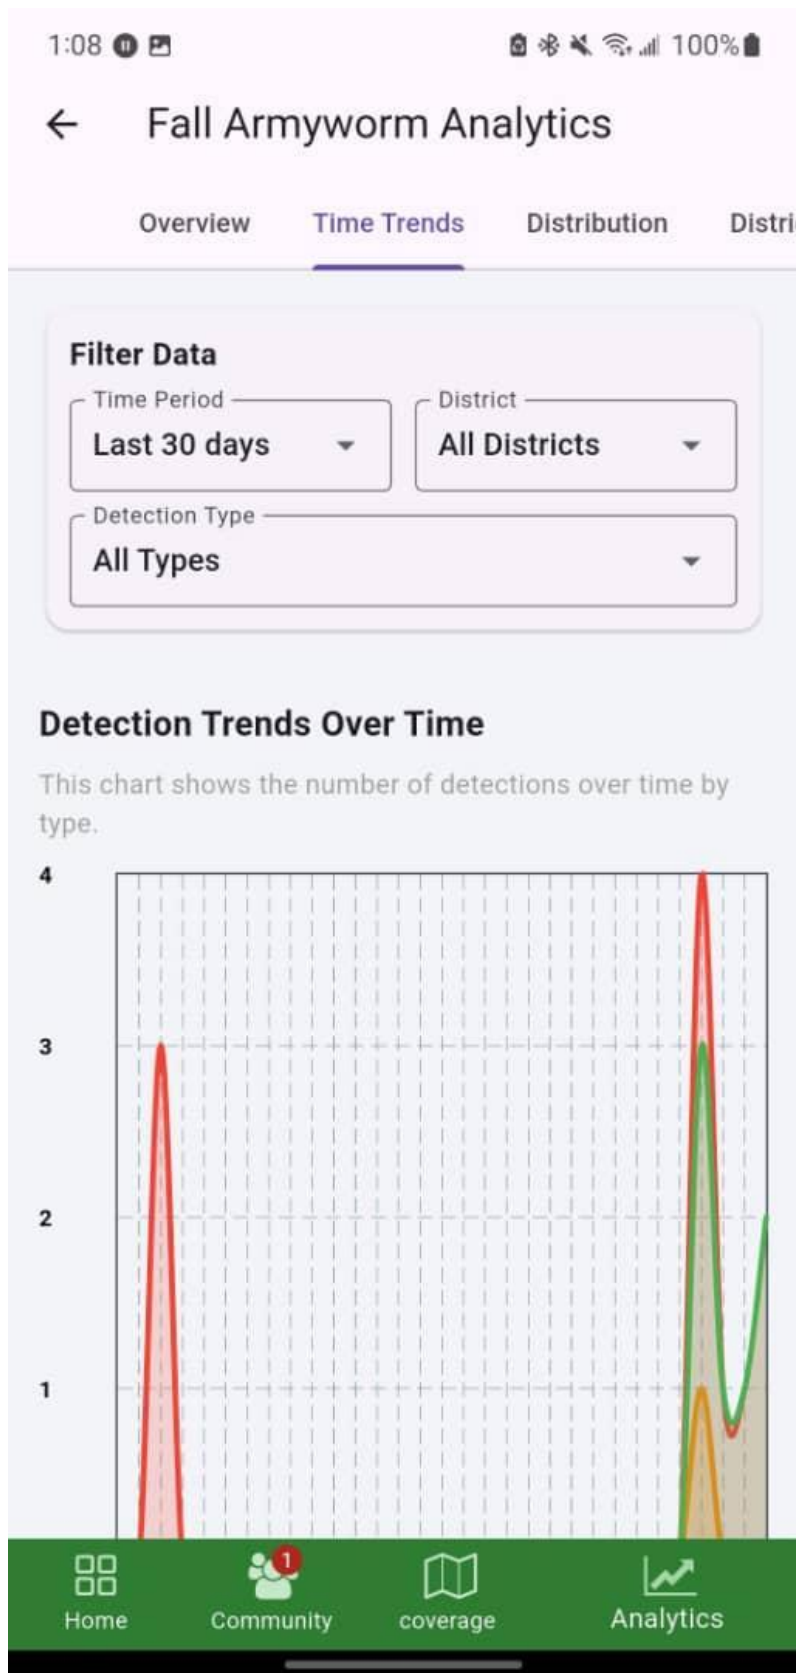 1:08 100%
Fall Armyworm Analytics
Overview Time Trends Distribution Distri
Filter Data
Time Period District
Last 30 days All Districts
Detection Type
All Types
Detection Trends Over Time
This chart shows the number of detections over time by
type.
4
3
2
1
1
Home Community coverage Analytics